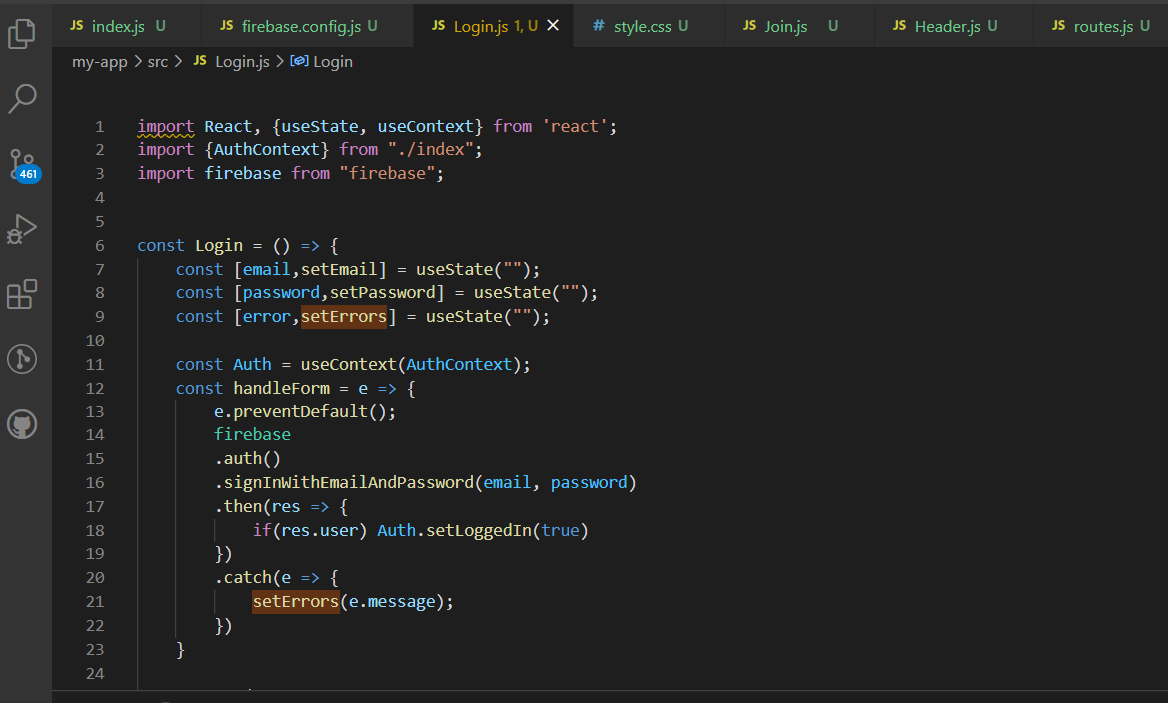 JS index.js U JS firebase.config.js U JS Login.js 1, U × # style.css U JS Join.js U JS Header.js U JS routes.js U
my-app > src > JS Login.js > Login
461
1 import React, {useState, useContext} from 'react';
2 import {AuthContext} from "./index";
3 import firebase from "firebase";
4
5
6 const Login = () => {
7 const [email,setEmail] = useState("");
8 const [password,setPassword] = useState("");
9 const [error,setErrors] = useState("");
10
11 const Auth = useContext(AuthContext);
12 const handleForm = e => {
13 e.preventDefault();
14 firebase
15 .auth()
16 .signInWithEmailAndPassword(email, password)
17 .then(res => {
18 if(res.user) Auth.setLoggedIn(true)
19 })
20 .catch(e => {
21 setErrors(e.message);
22 })
23 }
24